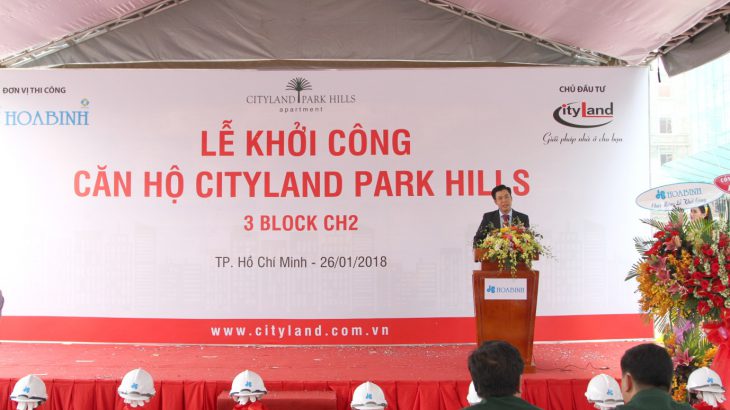 ĐƠN VỊ THI CÔNG
HOABINH
CITYLAND PARK HILLS
apartment
CHỦ ĐẦU TƯ
CityLand
Giải pháp nhà ở cho bạn
LỄ KHỞI CÔNG
CĂN HỘ CITYLAND PARK HILLS
3 BLOCK CH2
TP. Hồ Chí Minh - 26/01/2018
www.cityland.com.vn
HOABINH
HOABINH